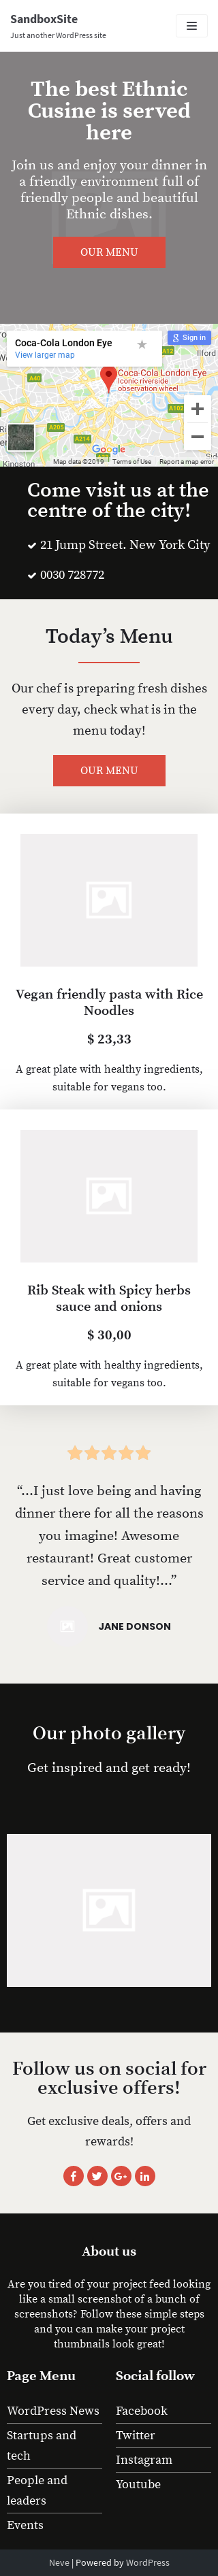 SandboxSite
Just another WordPress site
The best Ethnic
Cusine is served
here
Join us and enjoy your dinner in
a friendly environment full of
friendly people and beautiful
Ethnic dishes.
OUR MENU
Coca-Cola London Eye
View larger map
Sign in
Ilford
A12
A40
Coca-Cola London Eye
Iconic riverside
observation wheel
A102
A205
A214
Google
Kingston
Map data ©2019
Terms of Use
Report a map error
Come visit us at the
centre of the city!
21 Jump Street. New York City
0030 728772
Today's Menu
Our chef is preparing fresh dishes
every day, check what is in the
menu today!
OUR MENU
Vegan friendly pasta with Rice
Noodles
$ 23,33
A great plate with healthy ingredients,
suitable for vegans too.
Rib Steak with Spicy herbs
sauce and onions
$ 30,00
A great plate with healthy ingredients,
suitable for vegans too.
“...I just love being and having
dinner there for all the reasons
you imagine! Awesome
restaurant! Great customer
service and quality!...”
JANE DONSON
Our photo gallery
Get inspired and get ready!
Follow us on social for
exclusive offers!
Get exclusive deals, offers and
rewards!
About us
Are you tired of your project feeling
like a small screenshot of a bunch of
screenshots? Follow these simple steps
and you can make your project
thumbnails look great!
Page Menu
WordPress News
Startups and
tech
People and
leaders
Events
Social follow
Facebook
Twitter
Instagram
Youtube
Neve | Powered by WordPress